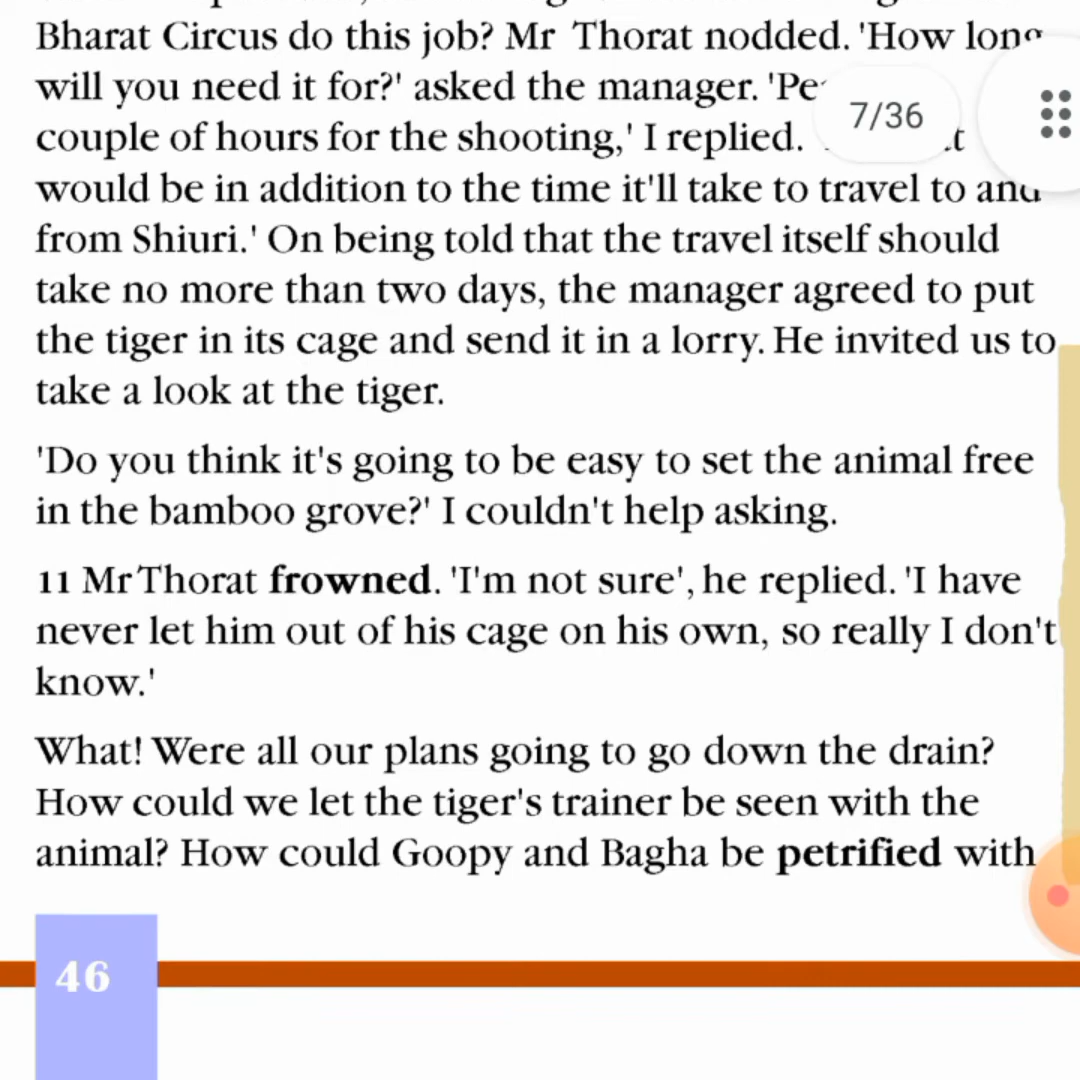 Bharat Circus do this job? Mr Thorat nodded. 'How long
will you need it for?' asked the manager.
7/36
couple of hours for the shooting,' I replied.
would be in addition to the time it'll take to travel to and
from Shiuri.' On being told that the travel itself should
take no more than two days, the manager agreed to put
the tiger in its cage and send it in a lorry. He invited us to
take a look at the tiger.
'Do you think it's going to be easy to set the animal free
in the bamboo grove?' I couldn't help asking.
11 Mr Thorat frowned. 'I'm not sure', he replied. 'I have
never let him out of his cage on his own, so really I don't
know.'
What! Were all our plans going to go down the drain?
How could we let the tiger's trainer be seen with the
animal? How could Goopy and Bagha be petrified with
46